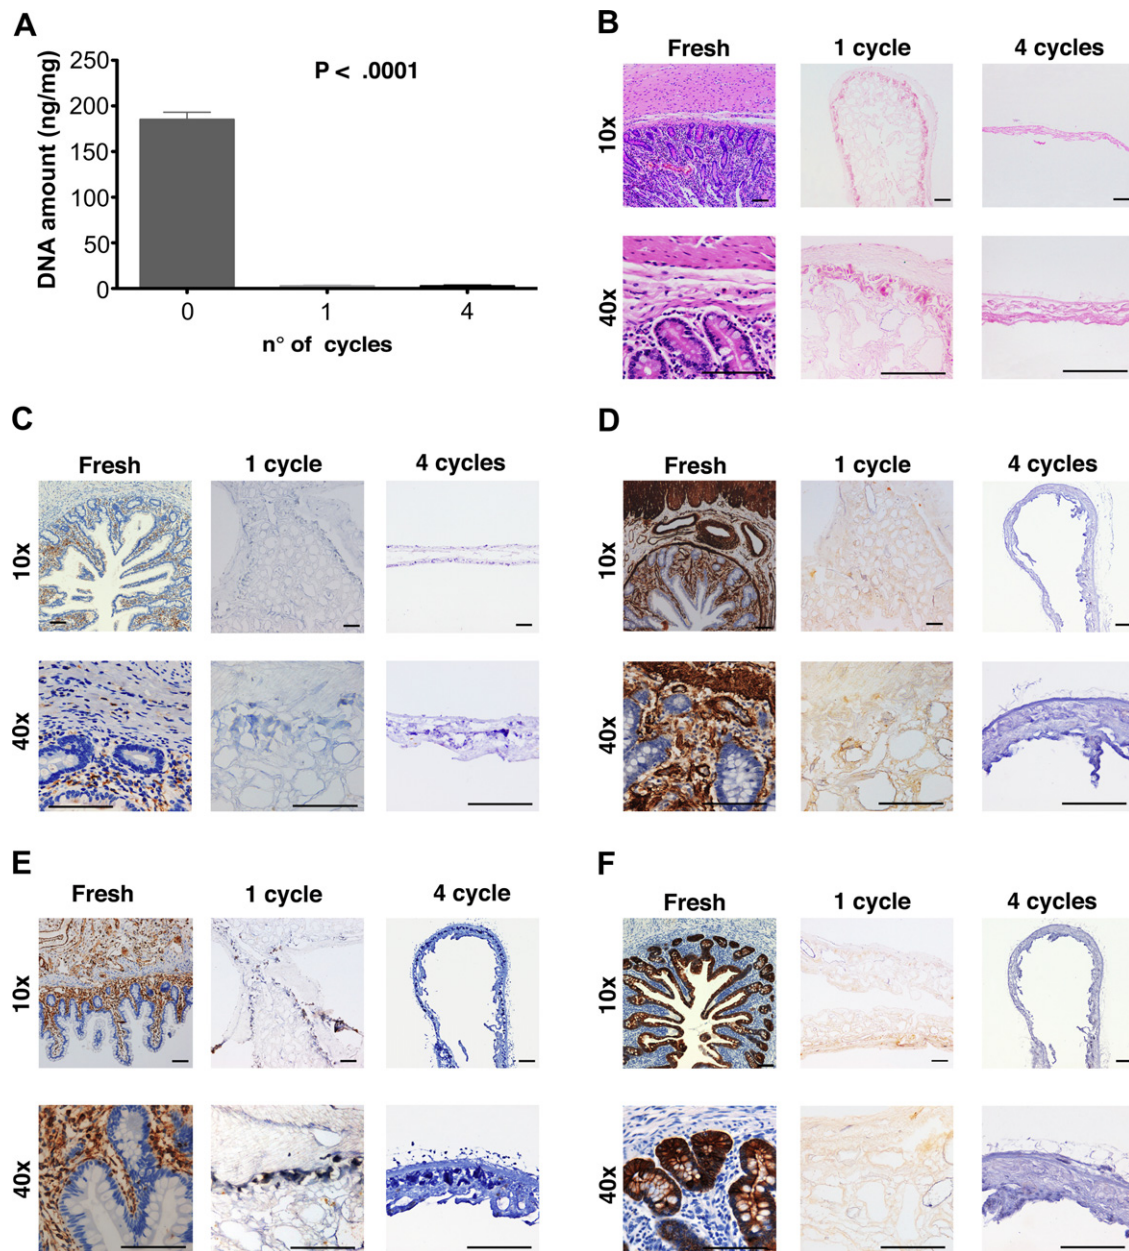 A
P < .0001
DNA amount (ng/mg)
250
200
150
100
50
0
0 1 4
n° of cycles
B
Fresh 1 cycle 4 cycles
10x
40x
C
Fresh 1 cycle 4 cycles
10x
40x
D
Fresh 1 cycle 4 cycles
10x
40x
E
Fresh 1 cycle 4 cycle
10x
40x
F
Fresh 1 cycle 4 cycles
10x
40x